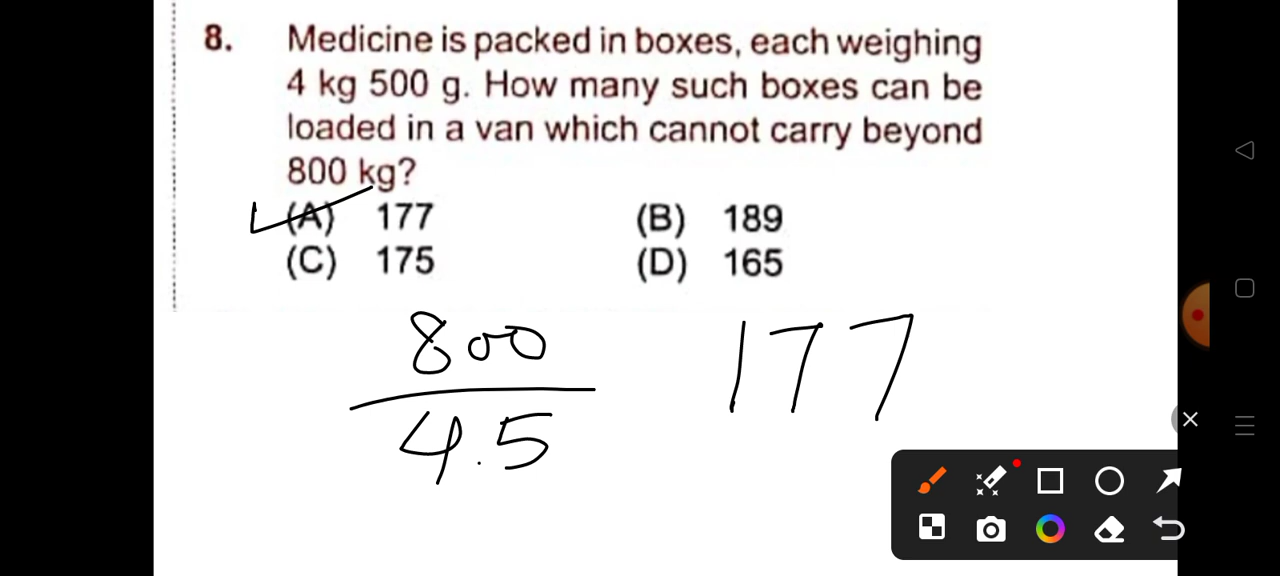 8. Medicine is packed in boxes, each weighing
4 kg 500 g. How many such boxes can be
loaded in a van which cannot carry beyond
800 kg?
(A) 177 (B) 189
(C) 175 (D) 165
800 177
4.5